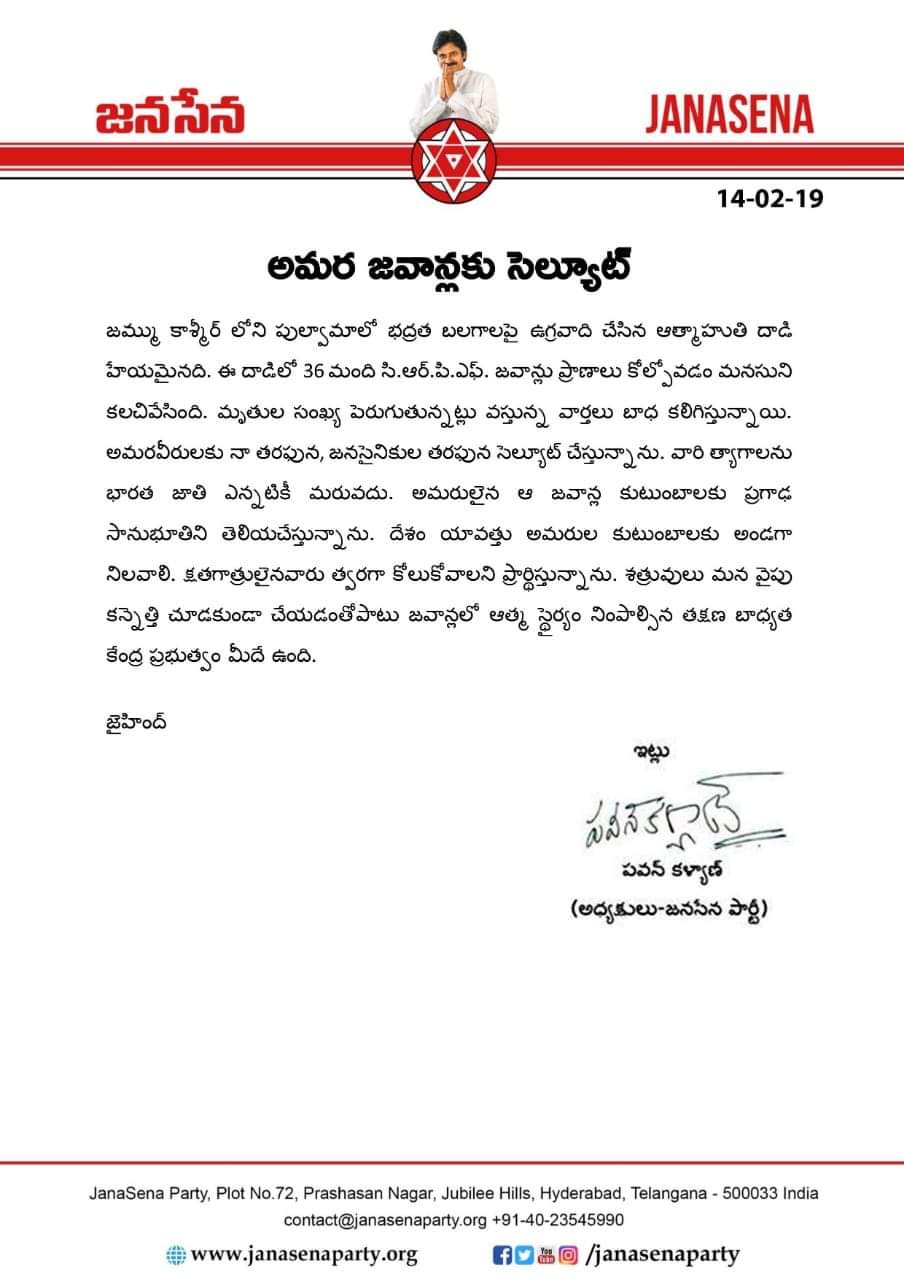 జనసేన
JANASENA
14-02-19
అమర జవాన్లకు సెల్యూట్
జమ్ము కాశ్మీర్ లోని పుల్వామాలో భద్రత బలగాలపై ఉగ్రవాది చేసిన ఆత్మాహుతి దాడి
హేయమైనది. ఈ దాడిలో 36 మంది సి.ఆర్.పి.ఎఫ్. జవాన్లు ప్రాణాలు కోల్పోవడం మనసుని
కలచివేసింది. మృతుల సంఖ్య పెరుగుతున్నట్లు వస్తున్న వార్తలు బాధ కలిగిస్తున్నాయి.
అమరవీరులకు నా తరఫున, జనసైనికుల తరఫున సెల్యూట్ చేస్తున్నాను. వారి త్యాగాలను
భారత జాతి ఎన్నటికీ మరువదు. అమరులైన ఆ జవాన్ల కుటుంబాలకు ప్రగాఢ
సానుభూతిని తెలియచేస్తున్నాను. దేశం యావత్తు అమరుల కుటుంబాలకు అండగా
నిలవాలి. క్షతగాత్రులైనవారు త్వరగా కోలుకోవాలని ప్రార్థిస్తున్నాను. శత్రువులు మన వైపు
కన్నెత్తి చూడకుండా చేయడంతోపాటు జవాన్లలో ఆత్మ స్థైర్యం నింపాల్సిన తక్షణ బాధ్యత
కేంద్ర ప్రభుత్వం మీదే ఉంది.
జైహింద్
ఇట్లు
పవన్ కళ్యాణ్
పవన్ కళ్యాణ్
(అధ్యక్షులు-జనసేన పార్టీ)
JanaSena Party, Plot No.72, Prashasan Nagar, Jubilee Hills, Hyderabad, Telangana - 500033 India
contact@janasenaparty.org +91-40-23545990
www.janasenaparty.org
You Tube /janasenaparty